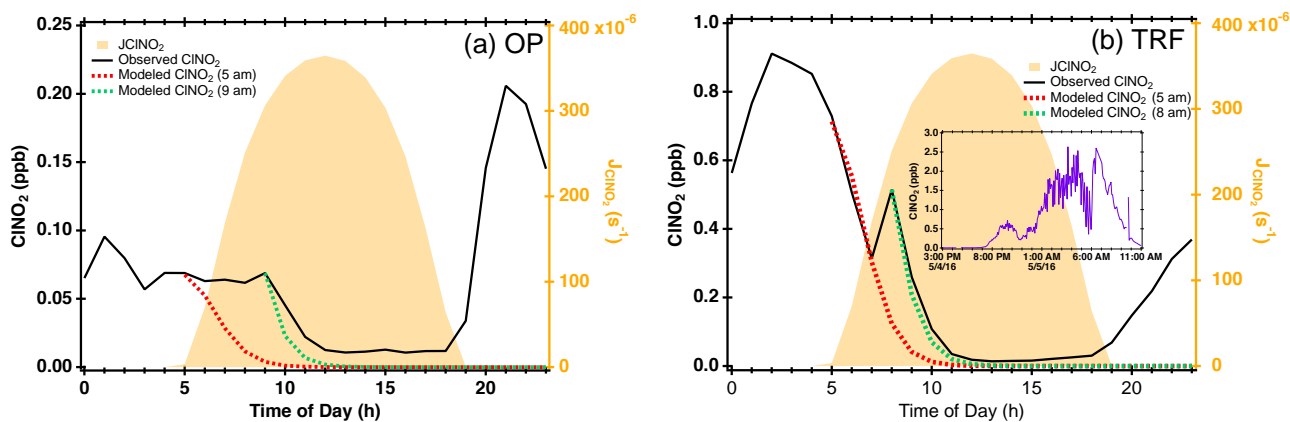 (a) OP
JClNO₂
Observed ClNO₂
Modeled ClNO₂ (5 am)
Modeled ClNO₂ (9 am)
ClNO₂ (ppb)
0.25
0.20
0.15
0.10
0.05
0.00
0 5 10 15 20
Time of Day (h)
400 x10⁻⁶
300
200
100
0
JClNO₂ (s⁻¹)
(b) TRF
JClNO₂
Observed ClNO₂
Modeled ClNO₂ (5 am)
Modeled ClNO₂ (8 am)
ClNO₂ (ppb)
1.0
0.8
0.6
0.4
0.2
0.0
0 5 10 15 20
Time of Day (h)
400 x10⁻⁶
300
200
100
0
JClNO₂ (s⁻¹)
ClNO₂ (ppb)
3.0
2.5
2.0
1.5
1.0
0.5
0.0
3:00 PM 8:00 PM 1:00 AM 6:00 AM 11:00 AM
5/4/16 5/5/16